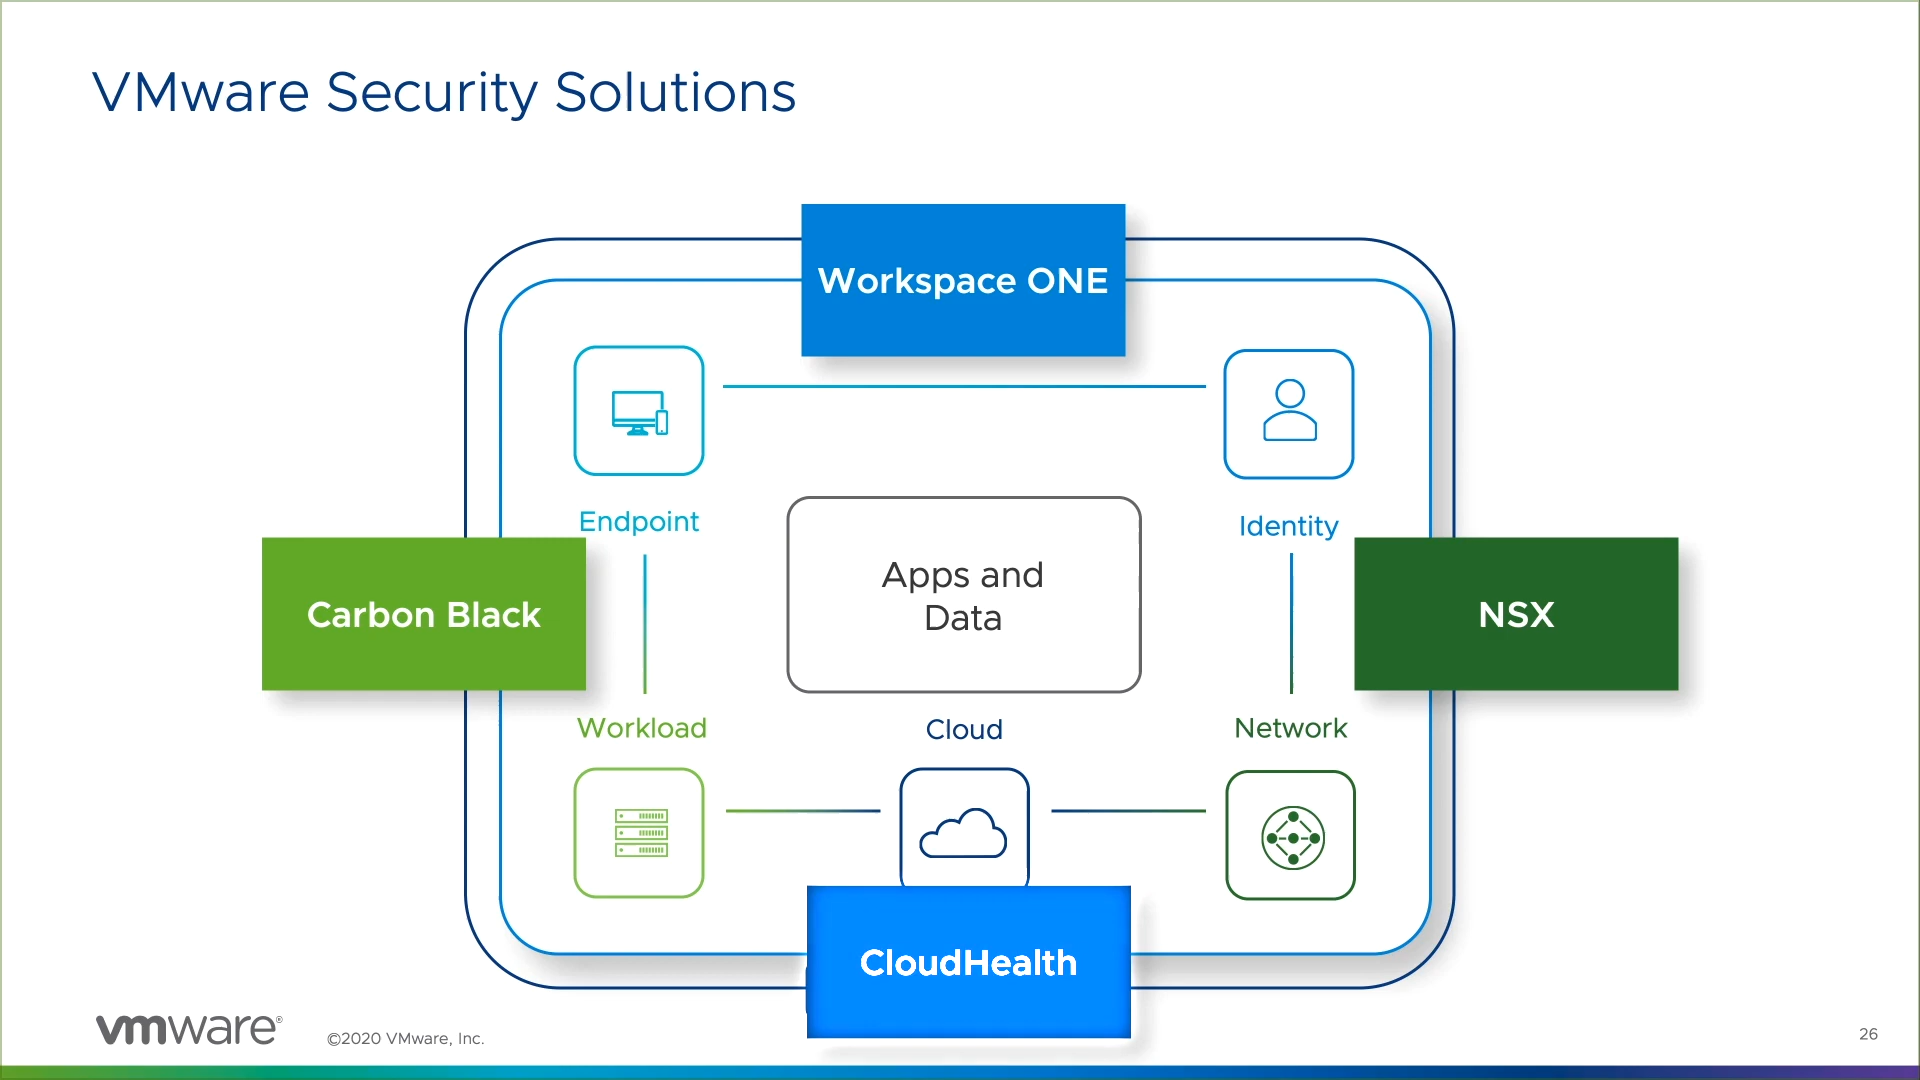 VMware Security Solutions
Workspace ONE
Endpoint
Identity
Carbon Black
Apps and
Data
NSX
Workload
Cloud
Network
CloudHealth
vmware®
©2020 VMware, Inc.
26